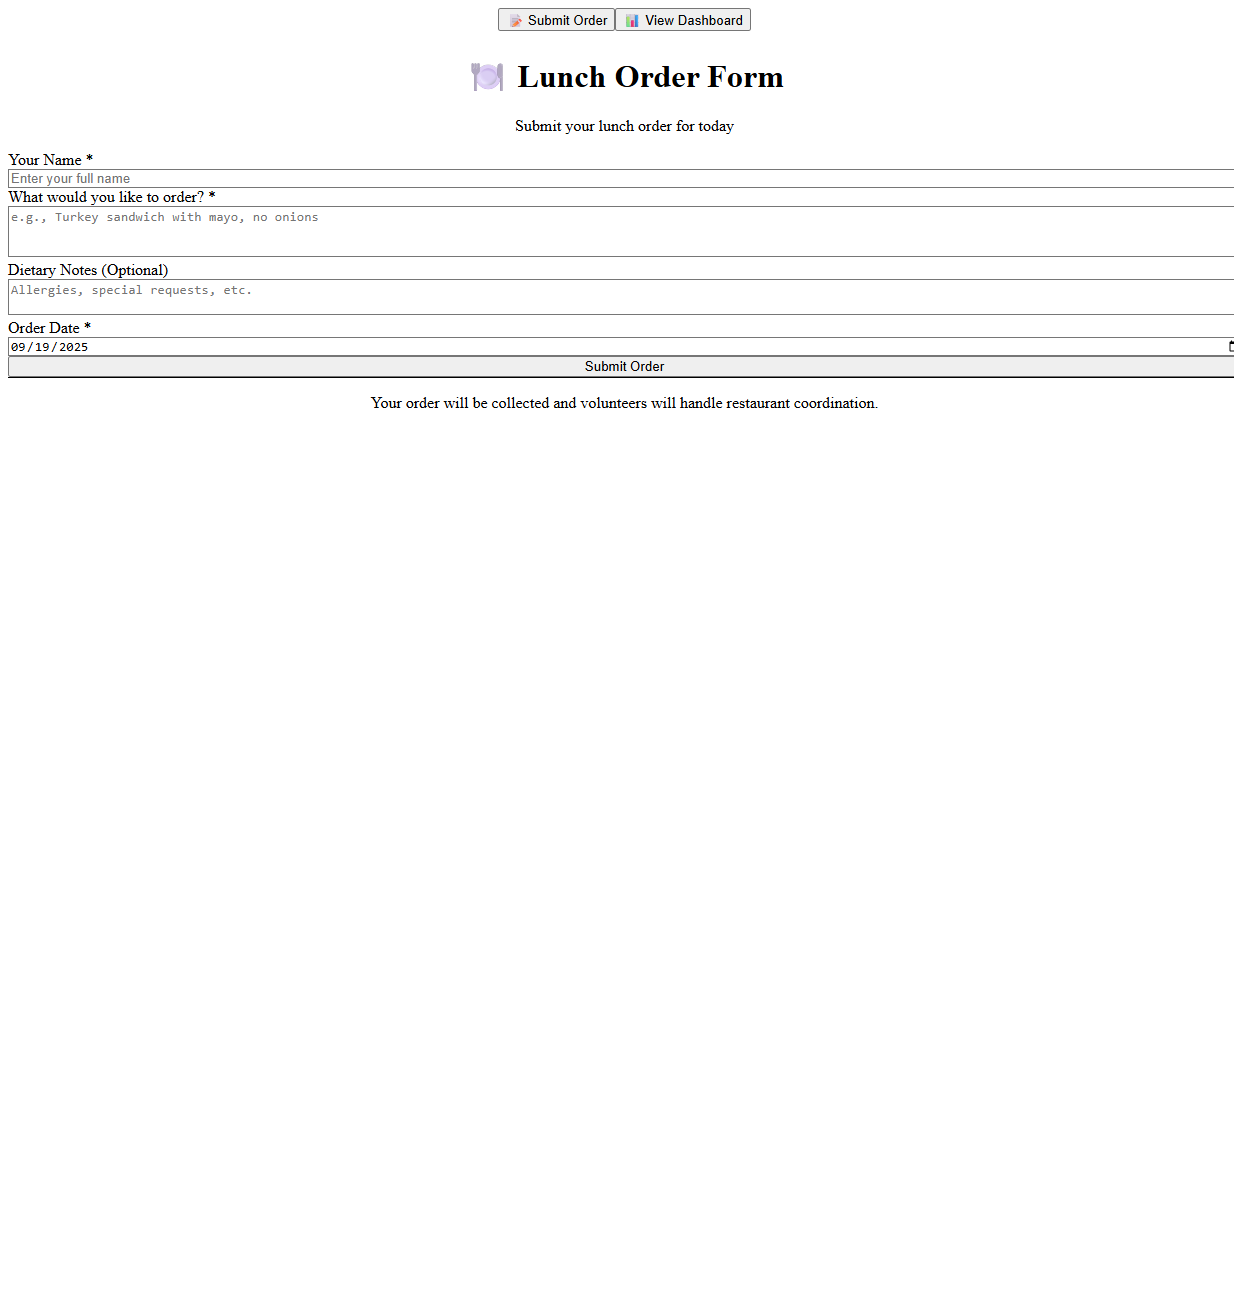 Submit Order View Dashboard
Lunch Order Form
Submit your lunch order for today
Your Name *
Enter your full name
What would you like to order? *
e.g., Turkey sandwich with mayo, no onions
Dietary Notes (Optional)
Allergies, special requests, etc.
Order Date *
09/19/2025
Submit Order
Your order will be collected and volunteers will handle restaurant coordination.